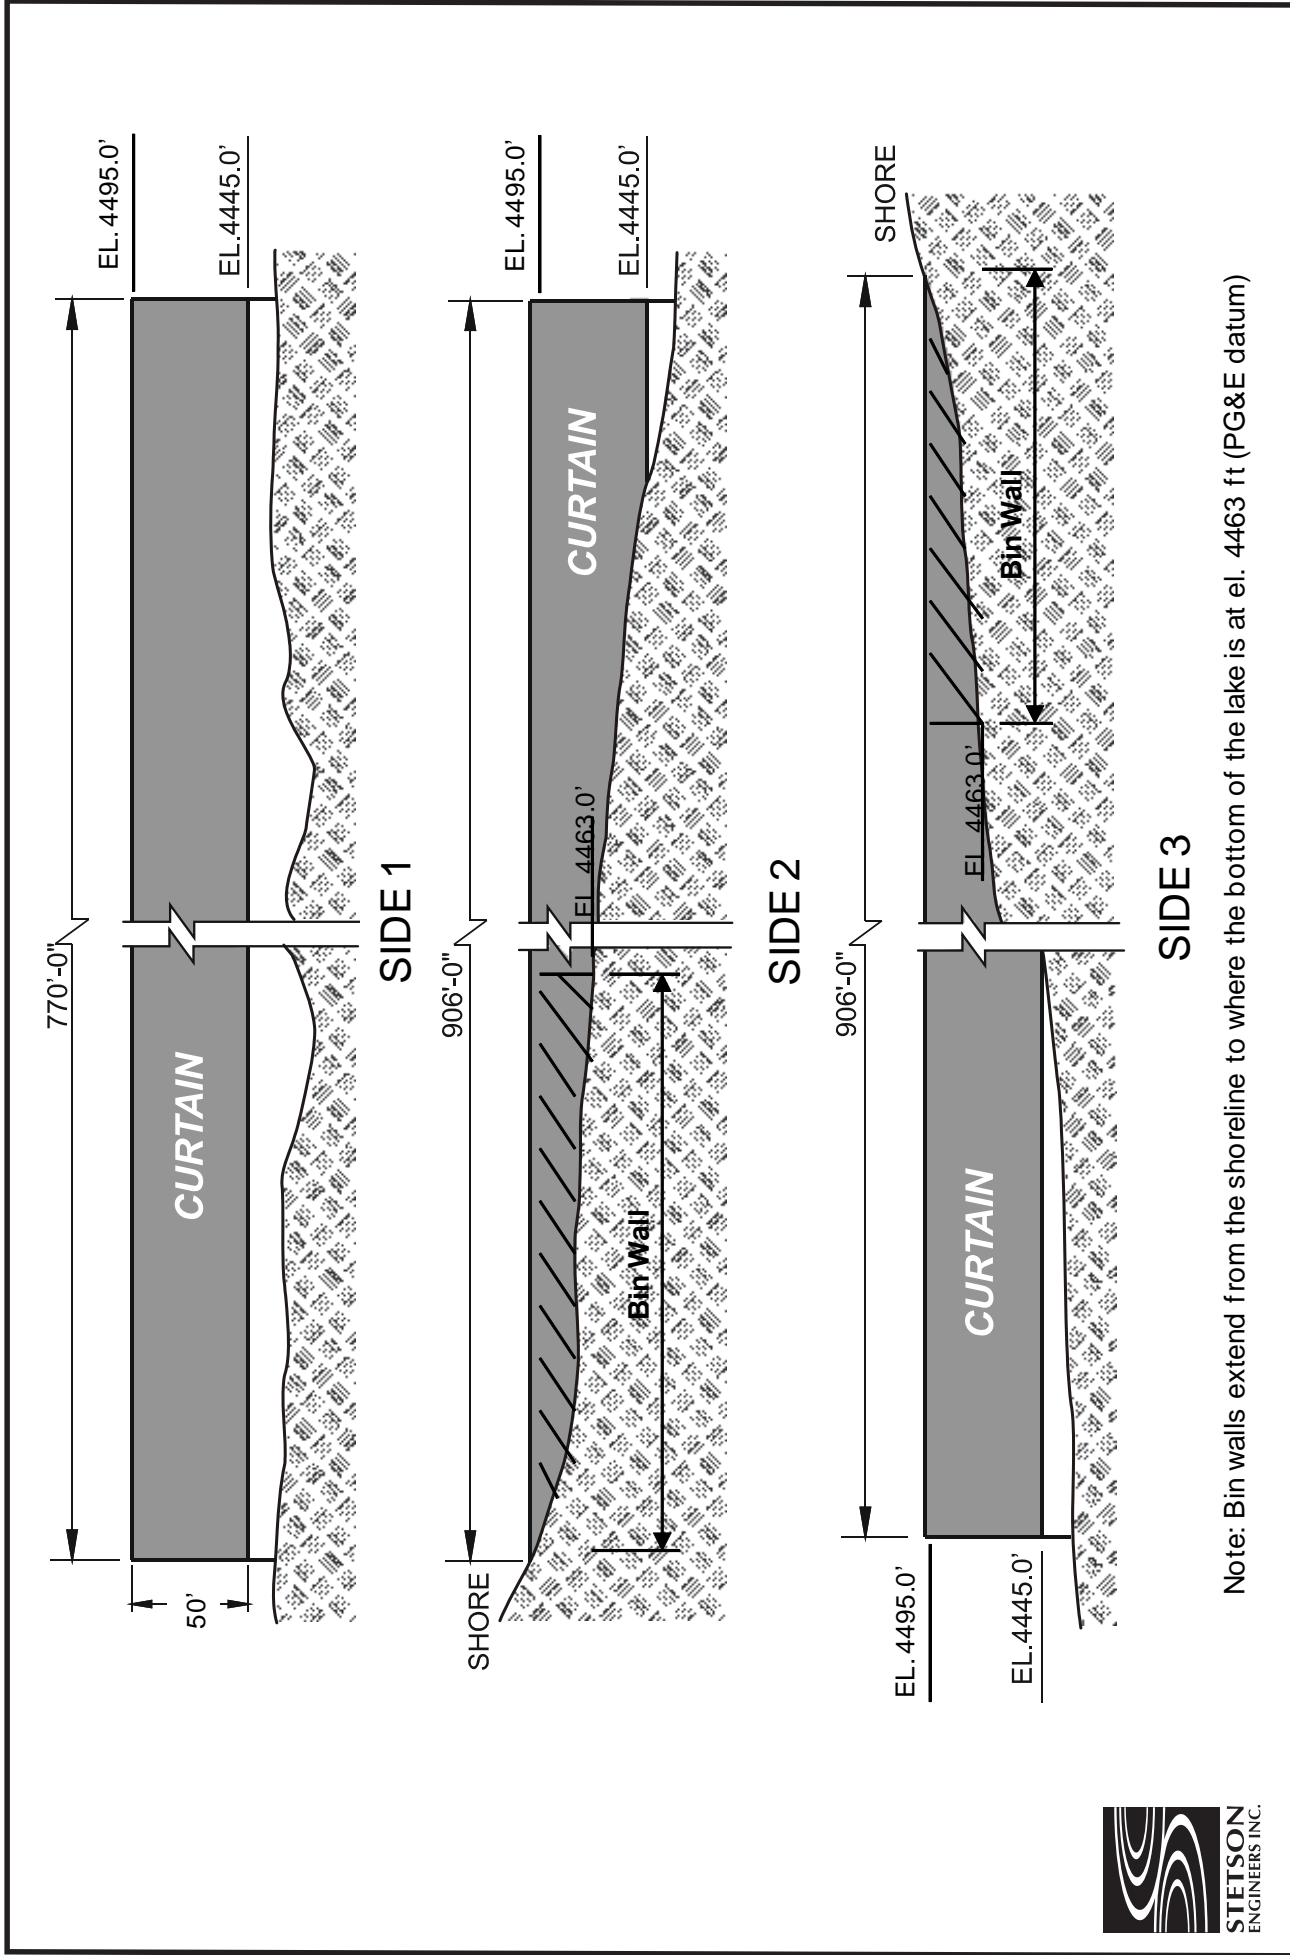 770'-0"
EL. 4495.0'
50'
CURTAIN
EL.4445.0'
SIDE 1
906'-0"
SHORE
EL. 4495.0'
CURTAIN
EL. 4463.0'
EL.4445.0'
Bin Wall
SIDE 2
906'-0"
SHORE
EL. 4495.0'
CURTAIN
EL. 4463.0'
EL.4445.0'
Bin Wall
SIDE 3
Note: Bin walls extend from the shoreline to where the bottom of the lake is at el. 4463 ft (PG&E datum)
STETSON
ENGINEERS INC.